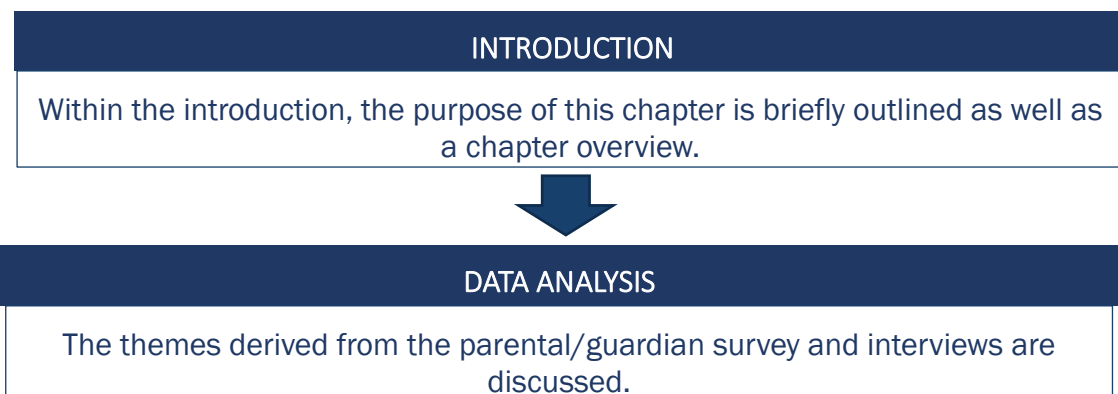 INTRODUCTION
Within the introduction, the purpose of this chapter is briefly outlined as well as
a chapter overview.
DATA ANALYSIS
The themes derived from the parental/guardian survey and interviews are
discussed.